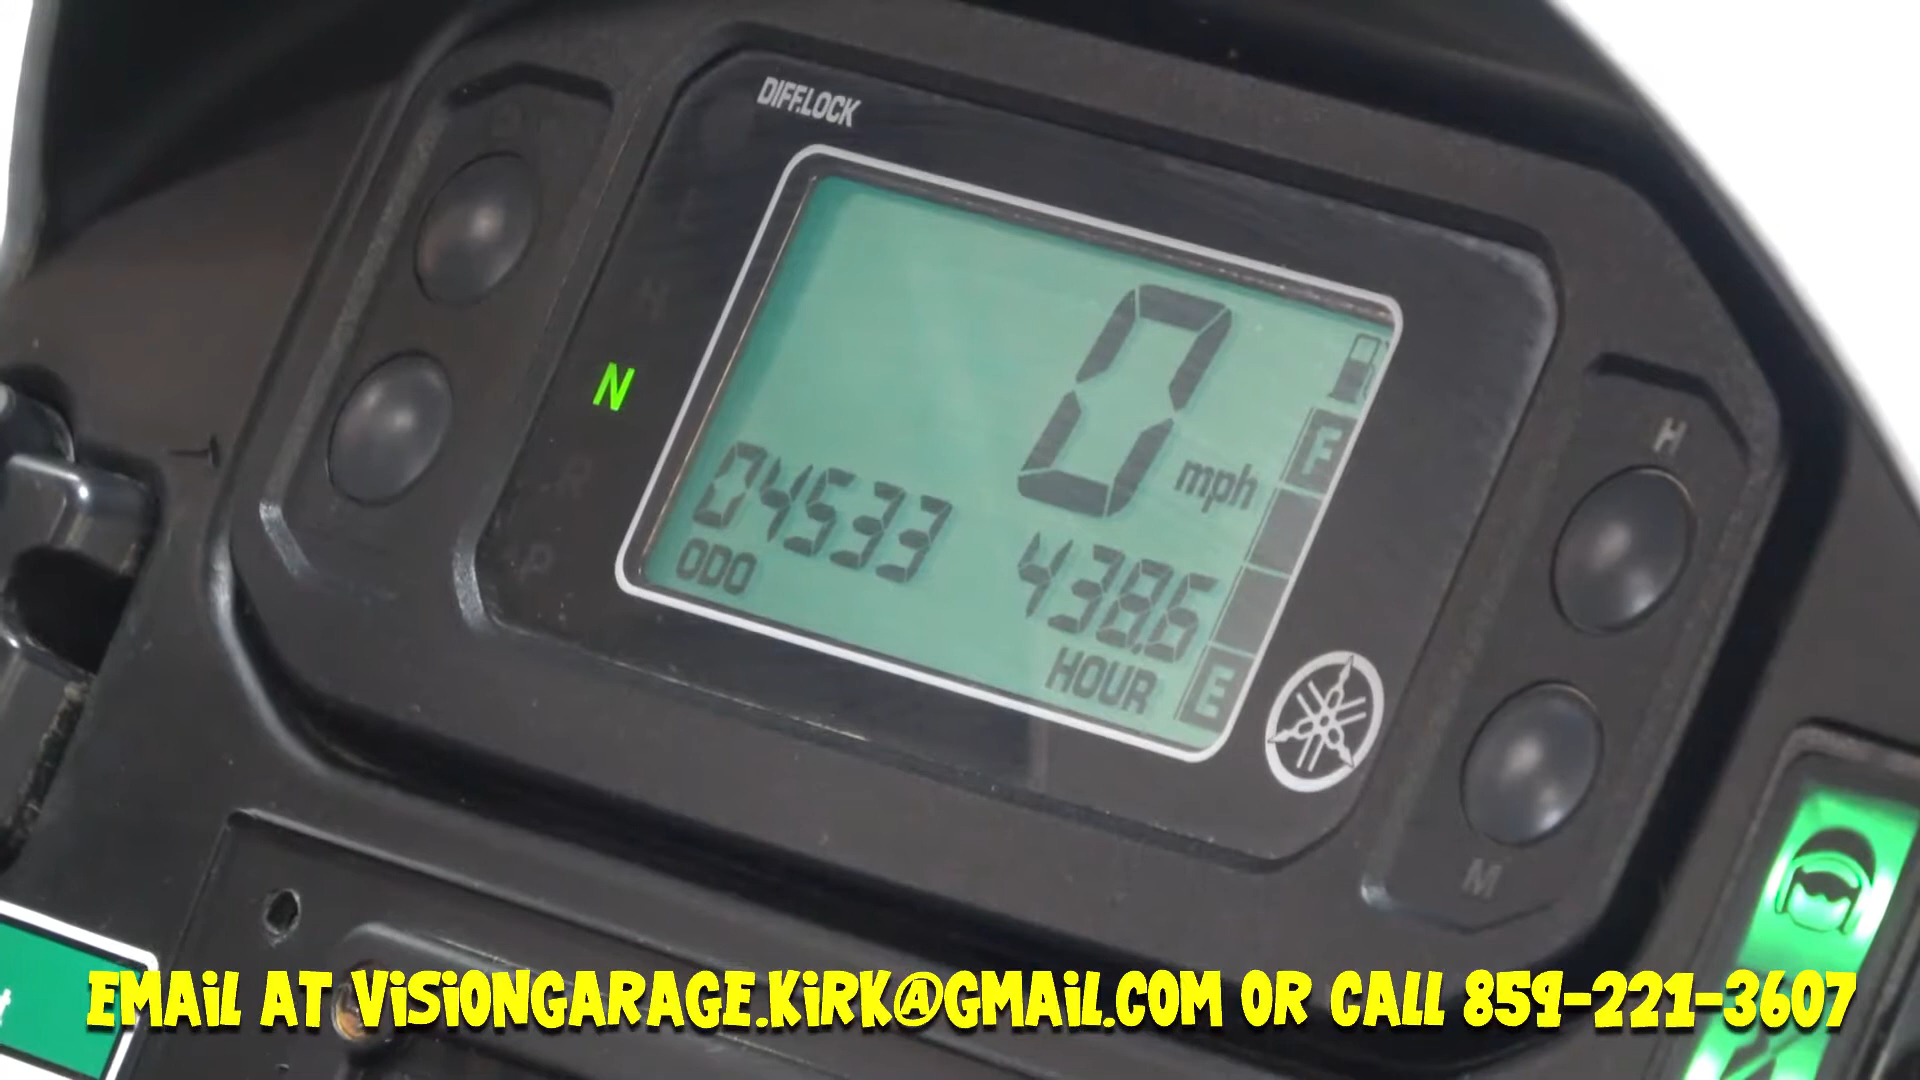 DIFF.LOCK
N
H
R
P
0 mph
F
04533
ODO
438.6
HOUR
E
H
M
EMAIL AT VISIONGARAGE.KIRK@GMAIL.COM OR CALL 859-221-3607